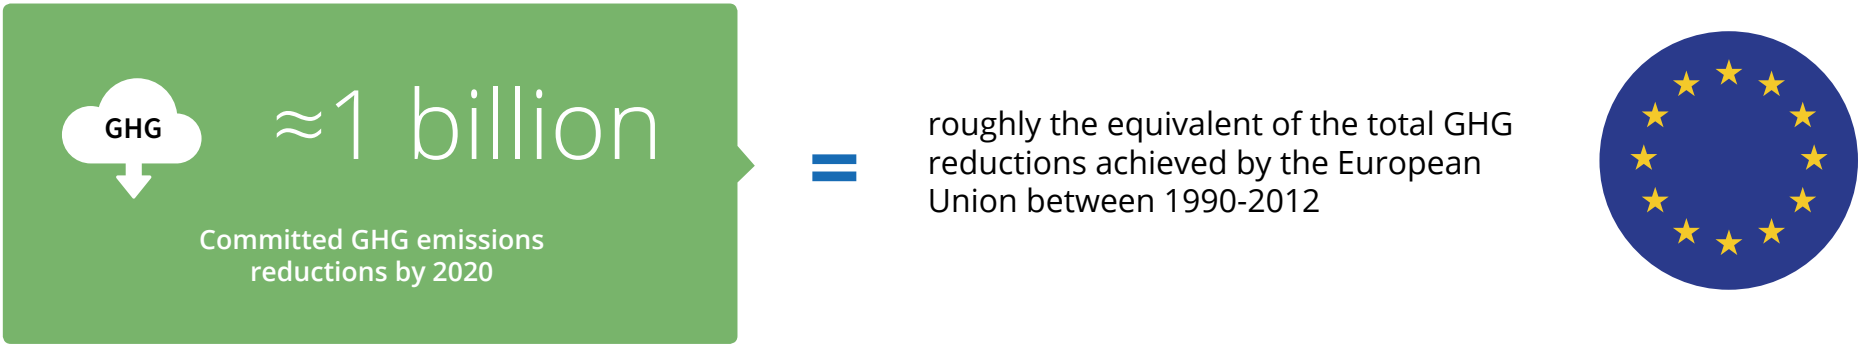 GHG
≈1 billion
Committed GHG emissions
reductions by 2020
=
roughly the equivalent of the total GHG
reductions achieved by the European
Union between 1990-2012